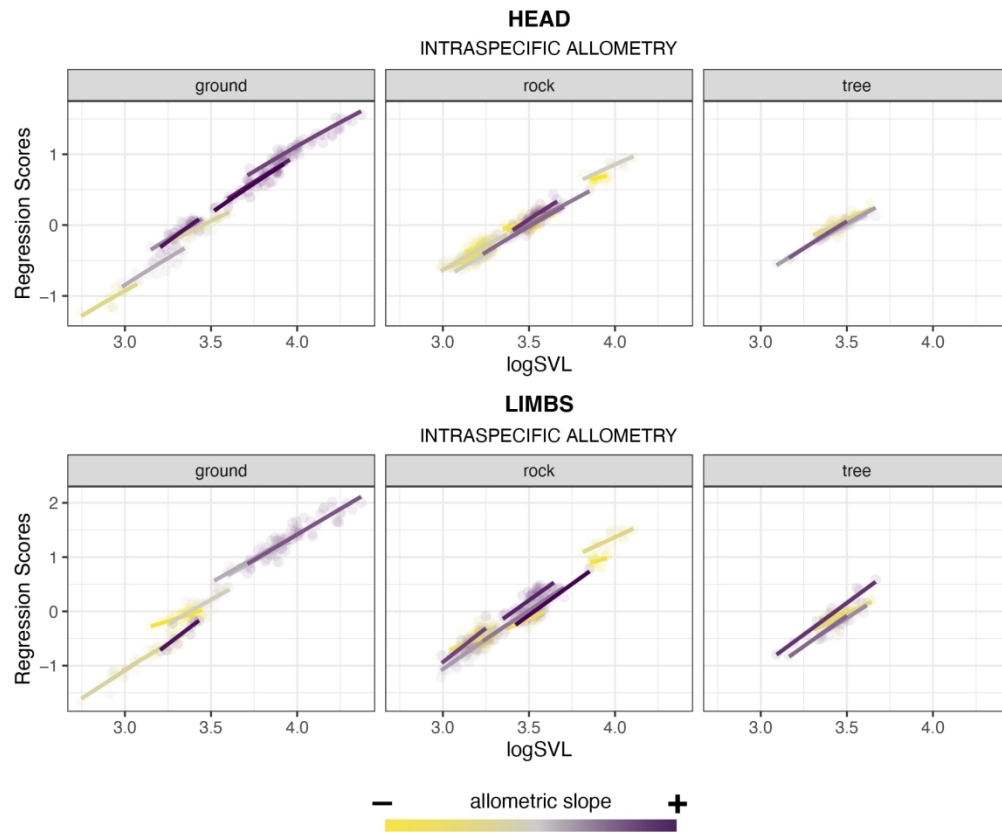 HEAD
INTRASPECIFIC ALLOMETRY
ground rock tree
Regression Scores
1
0
−1
3.0 3.5 4.0 3.0 3.5 4.0 3.0 3.5 4.0
logSVL
LIMBS
INTRASPECIFIC ALLOMETRY
ground rock tree
Regression Scores
2
1
0
−1
3.0 3.5 4.0 3.0 3.5 4.0 3.0 3.5 4.0
logSVL
− allometric slope +